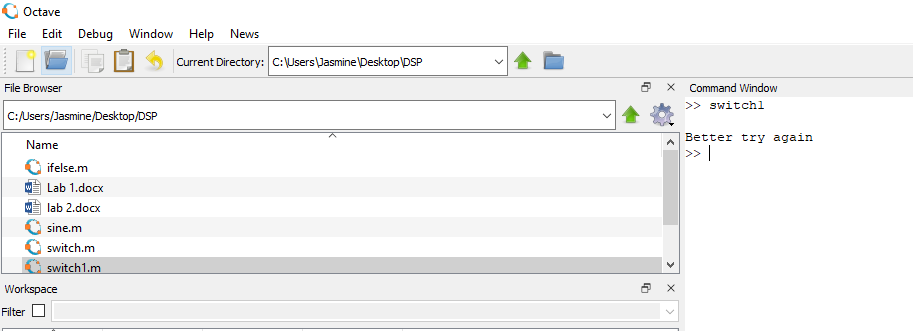 Octave
File Edit Debug Window Help News
Current Directory: C:\Users\Jasmine\Desktop\DSP
File Browser
C:/Users/Jasmine/Desktop/DSP
Name
ifelse.m
Lab 1.docx
lab 2.docx
sine.m
switch.m
switch1.m
Workspace
Filter
Command Window
>> switch1
Better try again
>>